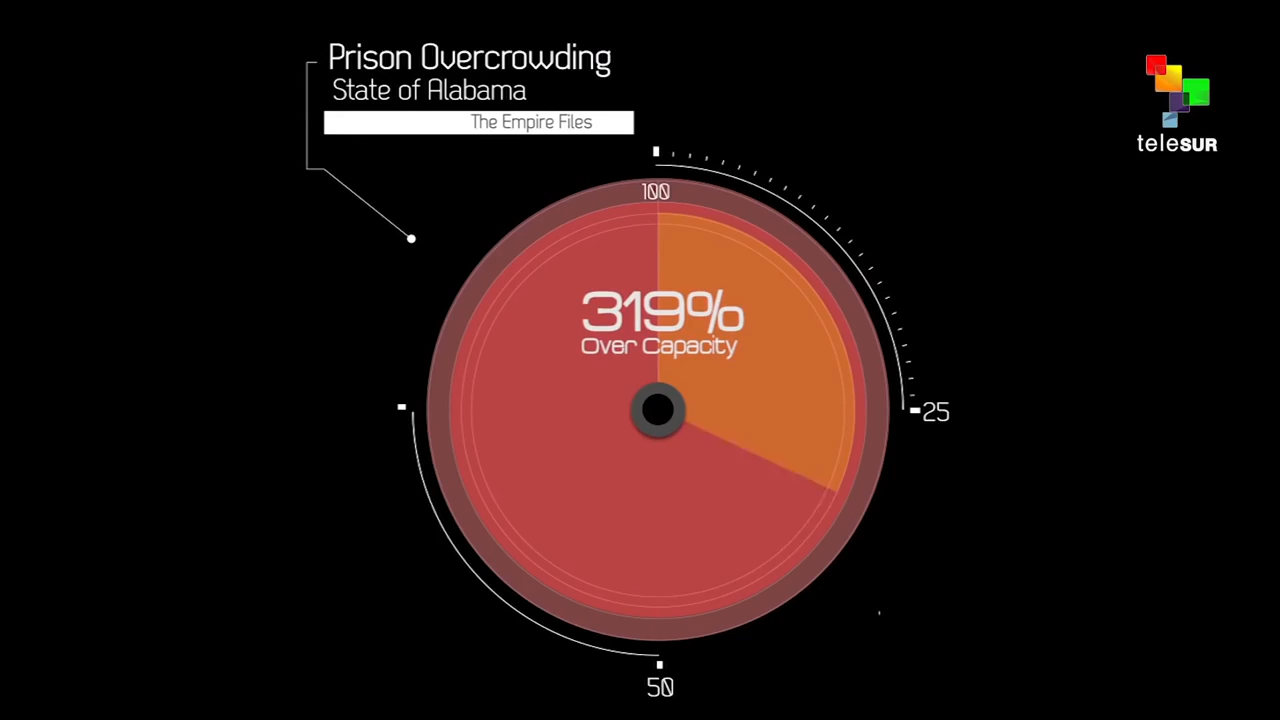 Prison Overcrowding
State of Alabama
The Empire Files
teleSUR
100
319%
Over Capacity
25
50